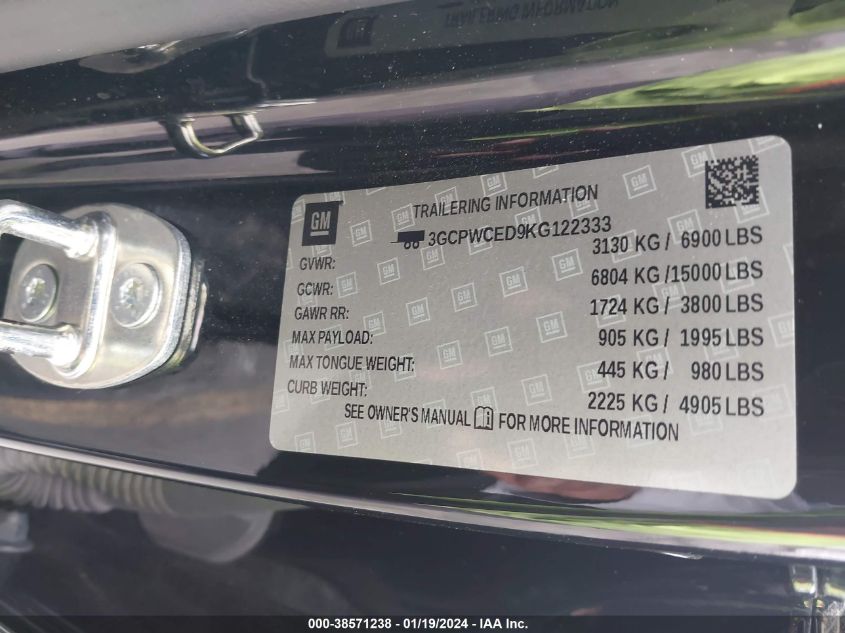 TRAILERING INFORMATION
GM
TRAILERING INFORMATION
3GCPWCED9KG122333
GVWR: 3130 KG / 6900 LBS
GCWR: 6804 KG /15000 LBS
GAWR RR: 1724 KG / 3800 LBS
MAX PAYLOAD: 905 KG / 1995 LBS
MAX TONGUE WEIGHT: 445 KG / 980 LBS
CURB WEIGHT: 2225 KG / 4905 LBS
SEE OWNER'S MANUAL FOR MORE INFORMATION
000-38571238 - 01/19/2024 - IAA Inc.